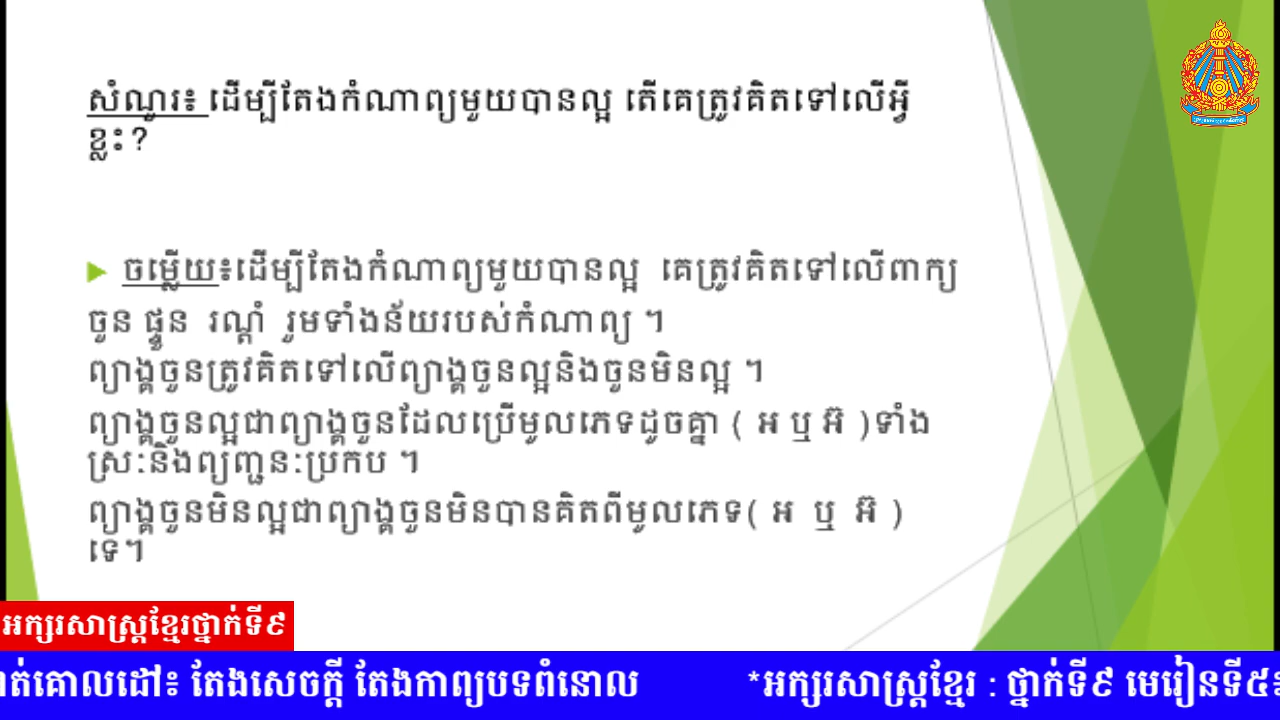 សំណួរ៖ ដើម្បីតែងកំណាព្យមួយបានល្អ តើគេត្រូវគិតទៅលើអ្វី
ខ្លះ?
ចម្លើយ៖ដើម្បីតែងកំណាព្យមួយបានល្អ គេត្រូវគិតទៅលើពាក្យ
ចួន ផ្ទួន រណ្តំ រួមទាំងន័យរបស់កំណាព្យ ។
ព្យាង្គចួនត្រូវគិតទៅលើព្យាង្គចួនល្អនិងចួនមិនល្អ ។
ព្យាង្គចួនល្អជាព្យាង្គចួនដែលប្រើមូលភេទដូចគ្នា ( អ ឬ អ៊ )ទាំង
ស្រៈនិងព្យញ្ជនៈប្រកប ។
ព្យាង្គចួនមិនល្អជាព្យាង្គចួនមិនបានគិតពីមូលភេទ( អ ឬ អ៊ )
ទេ។
អក្សរសាស្ត្រខ្មែរថ្នាក់ទី៩
ាត់គោលដៅ៖ តែងសេចក្តី តែងកាព្យបទពំនោល *អក្សរសាស្ត្រខ្មែរ : ថ្នាក់ទី៩ មេរៀនទី៥៖